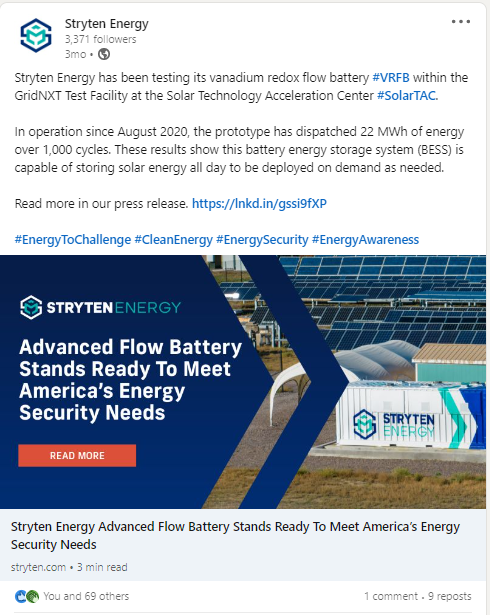 Stryten Energy
3,371 followers
3mo •
Stryten Energy has been testing its vanadium redox flow battery #VRFB within the
GridNXT Test Facility at the Solar Technology Acceleration Center #SolarTAC.
In operation since August 2020, the prototype has dispatched 22 MWh of energy
over 1,000 cycles. These results show this battery energy storage system (BESS) is
capable of storing solar energy all day to be deployed on demand as needed.
Read more in our press release. https://lnkd.in/gssi9fXP
#EnergyToChallenge #CleanEnergy #EnergySecurity #EnergyAwareness
STRYTENENERGY
Advanced Flow Battery
Stands Ready To Meet
America's Energy
Security Needs
READ MORE
STRYTEN
ENERGY
Stryten Energy Advanced Flow Battery Stands Ready To Meet America's Energy
Security Needs
stryten.com • 3 min read
You and 69 others
1 comment • 9 reposts